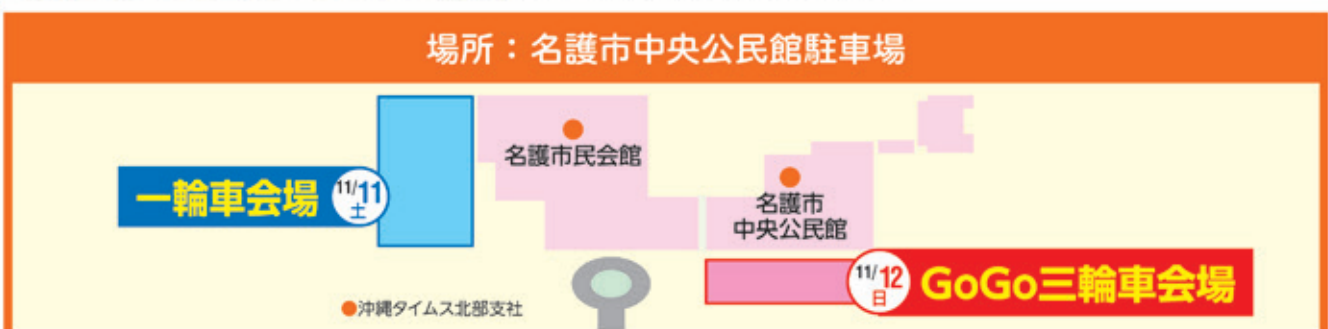 場所：名護市中央公民館駐車場
名護市民会館
一輪車会場
11/11
土
名護市
中央公民館
11/12
日
GoGo三輪車会場
沖縄タイムス北部支社